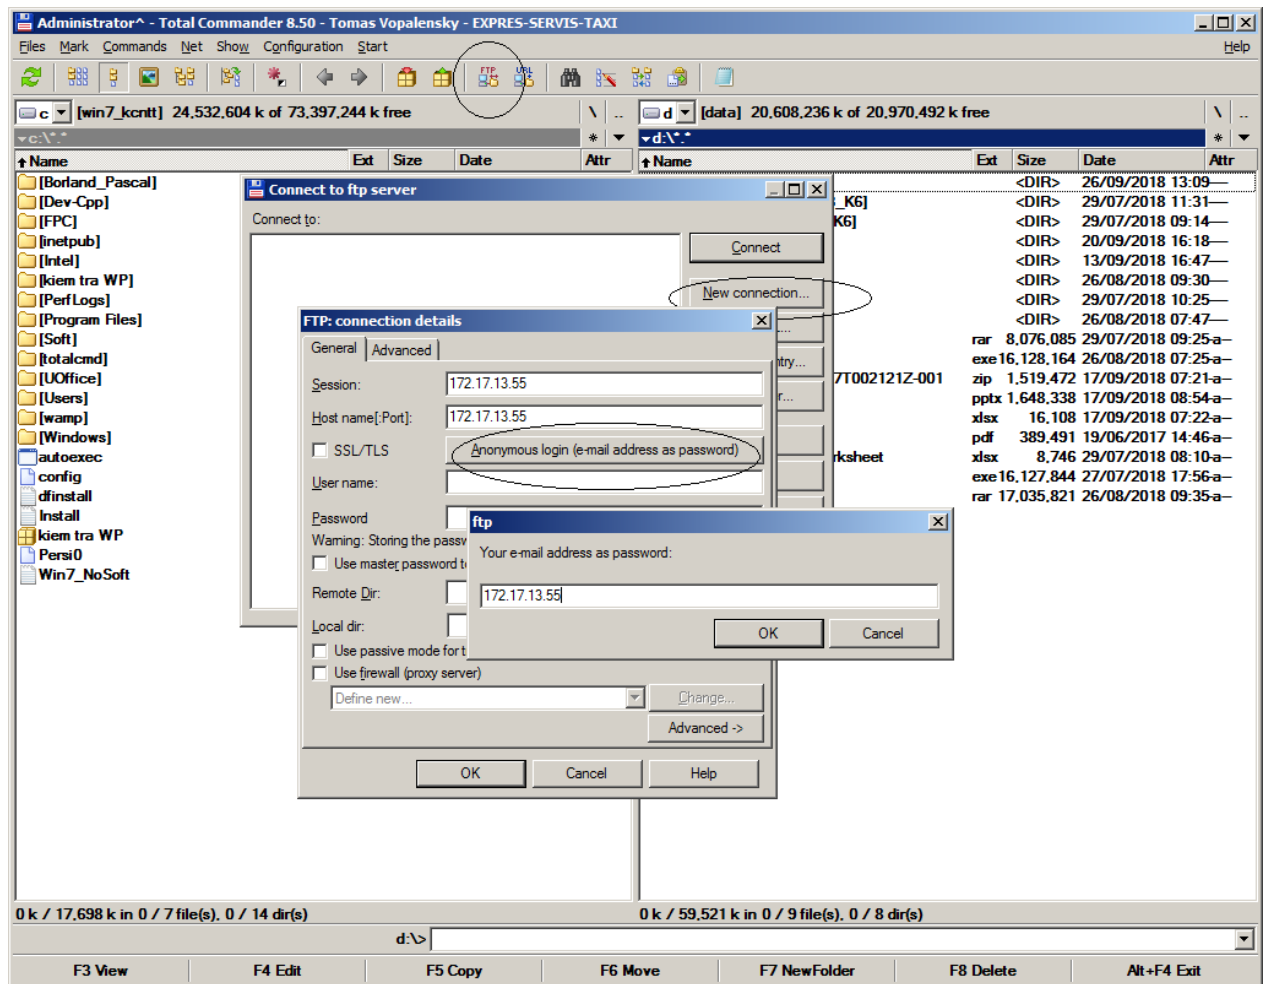 Administrator^ - Total Commander 8.50 - Tomas Vopalensky - EXPRES-SERVIS-TAXI
Files Mark Commands Net Show Configuration Start Help
FTP URL
c [win7_kcntt] 24,532,604 k of 73,397,244 k free \ ..
d [data] 20,608,236 k of 20,970,492 k free \ ..
c:\*.* *
d:\*.* *
Name Ext Size Date Attr
[Borland_Pascal]
[Dev-Cpp]
[FPC]
[inetpub]
[Intel]
[kiem tra WP]
[PerfLogs]
[Program Files]
[Soft]
[totalcmd]
[UOffice]
[Users]
[wamp]
[Windows]
autoexec
config
dfinstall
Install
kiem tra WP
Persi0
Win7_NoSoft
Name Ext Size Date Attr
<DIR> 26/09/2018 13:09—
_K6] <DIR> 29/07/2018 11:31—
K6] <DIR> 29/07/2018 09:14—
<DIR> 20/09/2018 16:18—
<DIR> 13/09/2018 16:47—
<DIR> 26/08/2018 09:30—
<DIR> 29/07/2018 10:25—
<DIR> 26/08/2018 07:47—
rar 8,076,085 29/07/2018 09:25-a--
exe 16,128,164 26/08/2018 07:25-a--
7T002121Z-001 zip 1,519,472 17/09/2018 07:21-a--
pptx 1,648,338 17/09/2018 08:54-a--
xlsx 16,108 17/09/2018 07:22-a--
pdf 389,491 19/06/2017 14:46-a--
rksheet xlsx 8,746 29/07/2018 08:10-a--
exe 16,127,844 27/07/2018 17:56-a--
rar 17,035,821 26/08/2018 09:35-a--
Connect to ftp server
Connect to:
Connect
New connection...
...
ntry...
r...
FTP: connection details
General Advanced
Session: 172.17.13.55
Host name[:Port]: 172.17.13.55
SSL/TLS Anonymous login (e-mail address as password)
User name:
Password
Warning: Storing the passw
Use master password t
Remote Dir:
Local dir:
Use passive mode for t
Use firewall (proxy server)
Define new... Change...
Advanced ->
OK Cancel Help
ftp
Your e-mail address as password:
172.17.13.55
OK Cancel
0 k / 17,698 k in 0 / 7 file(s), 0 / 14 dir(s)
0 k / 59,521 k in 0 / 9 file(s), 0 / 8 dir(s)
d:\>
F3 View F4 Edit F5 Copy F6 Move F7 NewFolder F8 Delete Alt+F4 Exit